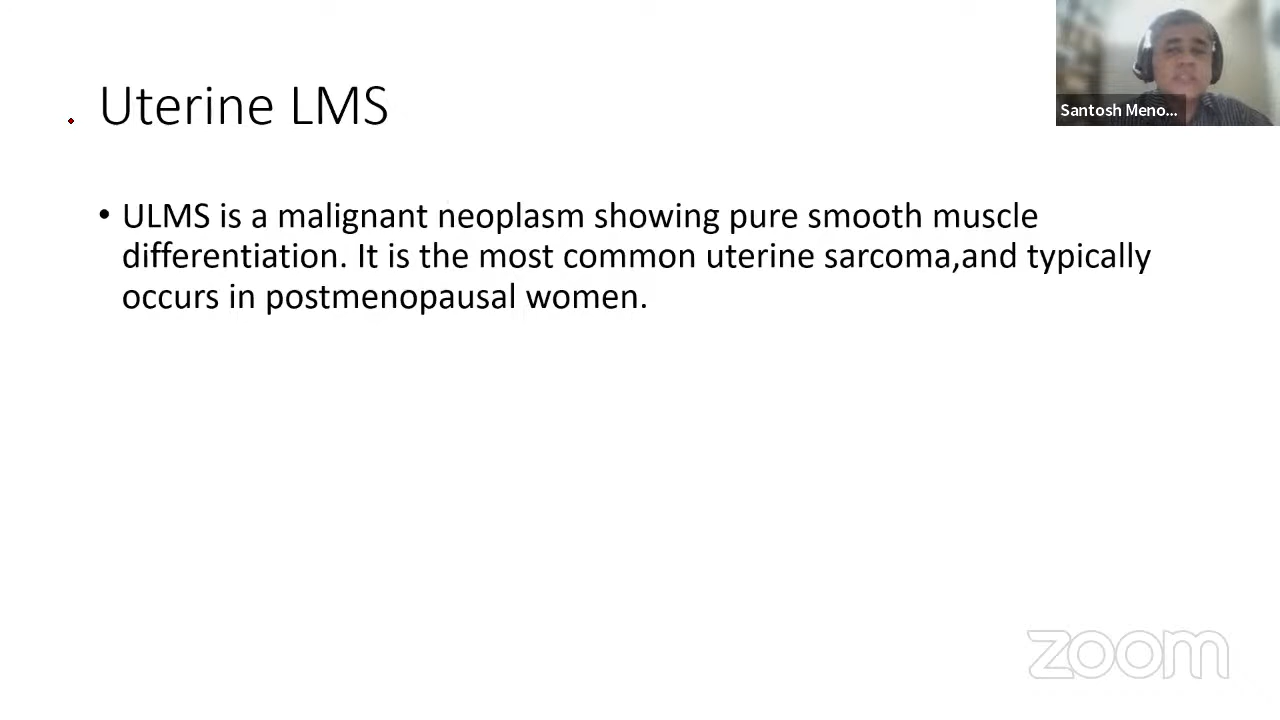 Uterine LMS
Santosh Meno...
• ULMS is a malignant neoplasm showing pure smooth muscle
differentiation. It is the most common uterine sarcoma,and typically
occurs in postmenopausal women.
zoom